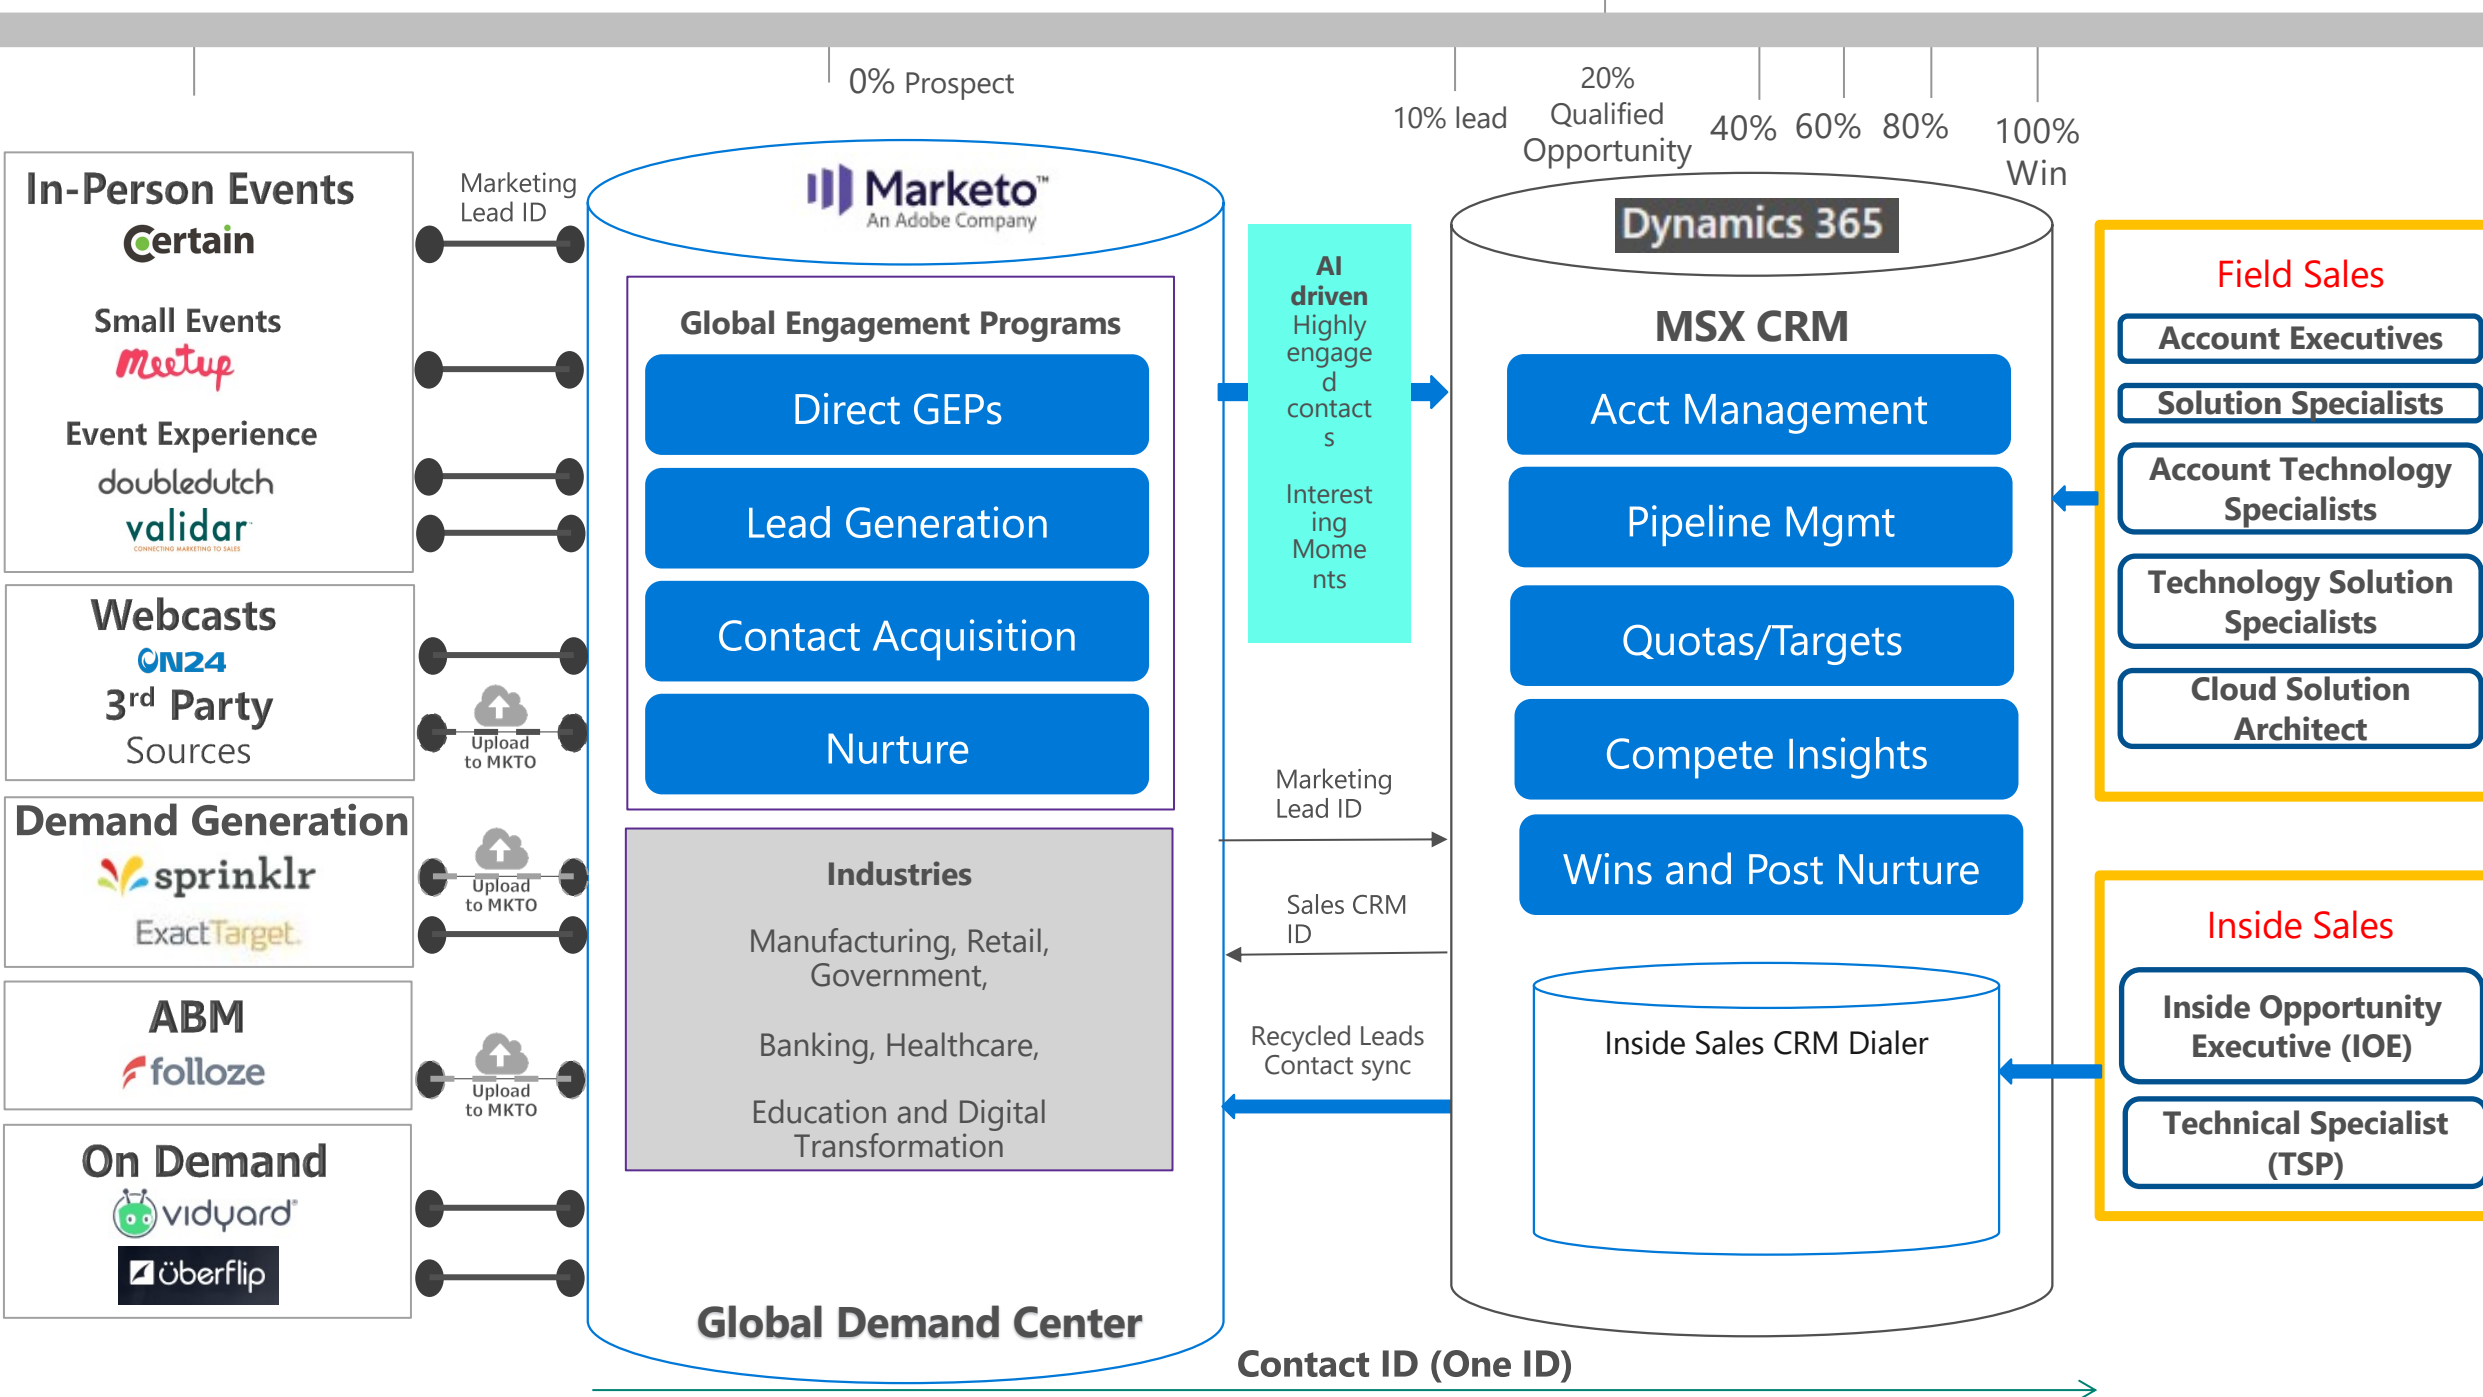 0% Prospect
10% lead
20%
Qualified
Opportunity
40%
60%
80%
100%
Win
In-Person Events
Certain
Small Events
Meetup
Event Experience
doubledutch
validar
CONNECTING MARKETING TO SALES
Webcasts
ON24
3rd Party
Sources
Demand Generation
sprinklr
ExactTarget.
ABM
folloze
On Demand
vidyard
überflip
Marketing
Lead ID
Upload
to MKTO
Upload
to MKTO
Upload
to MKTO
Marketo™
An Adobe Company
Global Engagement Programs
Direct GEPs
Lead Generation
Contact Acquisition
Nurture
Industries
Manufacturing, Retail,
Government,
Banking, Healthcare,
Education and Digital
Transformation
Global Demand Center
AI
driven
Highly
engage
d
contact
s
Interest
ing
Mome
nts
Marketing
Lead ID
Sales CRM
ID
Recycled Leads
Contact sync
Dynamics 365
MSX CRM
Acct Management
Pipeline Mgmt
Quotas/Targets
Compete Insights
Wins and Post Nurture
Inside Sales CRM Dialer
Field Sales
Account Executives
Solution Specialists
Account Technology
Specialists
Technology Solution
Specialists
Cloud Solution
Architect
Inside Sales
Inside Opportunity
Executive (IOE)
Technical Specialist
(TSP)
Contact ID (One ID)